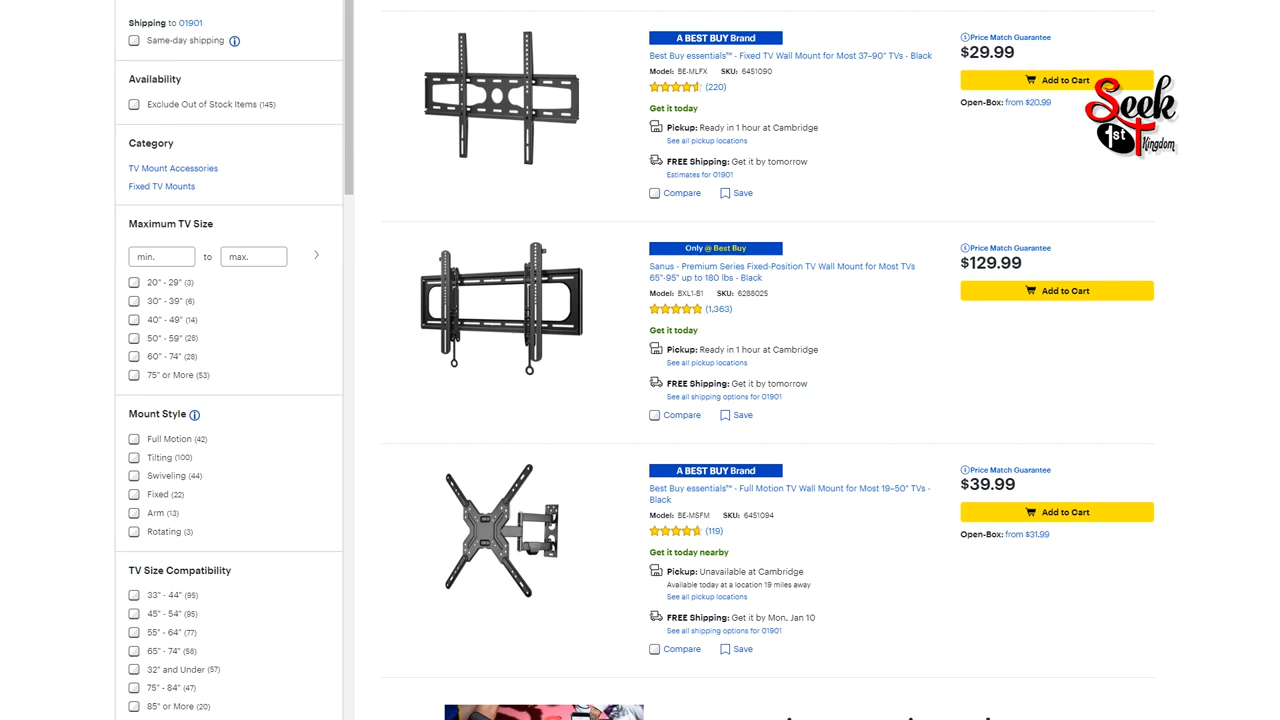 Shipping to 01901
Same-day shipping
Availability
Exclude Out of Stock Items (145)
Category
TV Mount Accessories
Fixed TV Mounts
Maximum TV Size
min. to max.
20" - 29" (3)
30" - 39" (6)
40" - 49" (14)
50" - 59" (28)
60" - 74" (28)
75" or More (53)
Mount Style
Full Motion (42)
Tilting (100)
Swiveling (44)
Fixed (22)
Arm (13)
Rotating (3)
TV Size Compatibility
33" - 44" (95)
45" - 54" (95)
55" - 64" (77)
65" - 74" (58)
32" and Under (57)
75" - 84" (47)
85" or More (20)
A BEST BUY Brand
Best Buy essentials™ - Fixed TV Wall Mount for Most 37–90" TVs - Black
Model: BE-MLFX SKU: 6451090
(220)
Get it today
Pickup: Ready in 1 hour at Cambridge
See all pickup locations
FREE Shipping: Get it by tomorrow
Estimates for 01901
Compare Save
Price Match Guarantee
$29.99
Add to Cart
Open-Box: from $20.99
Seek
1st
Kingdom
Only @ Best Buy
Sanus - Premium Series Fixed-Position TV Wall Mount for Most TVs
65"-95" up to 180 lbs - Black
Model: BXL1-B1 SKU: 6288025
(1,363)
Get it today
Pickup: Ready in 1 hour at Cambridge
See all pickup locations
FREE Shipping: Get it by tomorrow
See all shipping options for 01901
Compare Save
Price Match Guarantee
$129.99
Add to Cart
A BEST BUY Brand
Best Buy essentials™ - Full Motion TV Wall Mount for Most 19–50" TVs -
Black
Model: BE-MSFM SKU: 6451094
(119)
Get it today nearby
Pickup: Unavailable at Cambridge
Available today at a location 19 miles away
See all pickup locations
FREE Shipping: Get it by Mon, Jan 10
See all shipping options for 01901
Compare Save
Price Match Guarantee
$39.99
Add to Cart
Open-Box: from $31.99